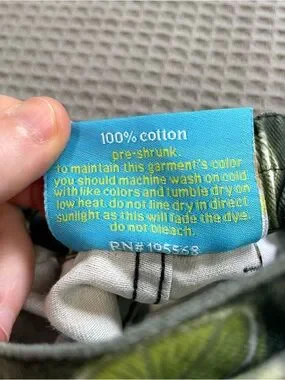 100% cotton
pre-shrunk.
to maintain this garment's color
you should machine wash on cold
with like colors and tumble dry on
low heat. do not line dry in direct
sunlight as this will fade the dye.
do not bleach.
RN#195568